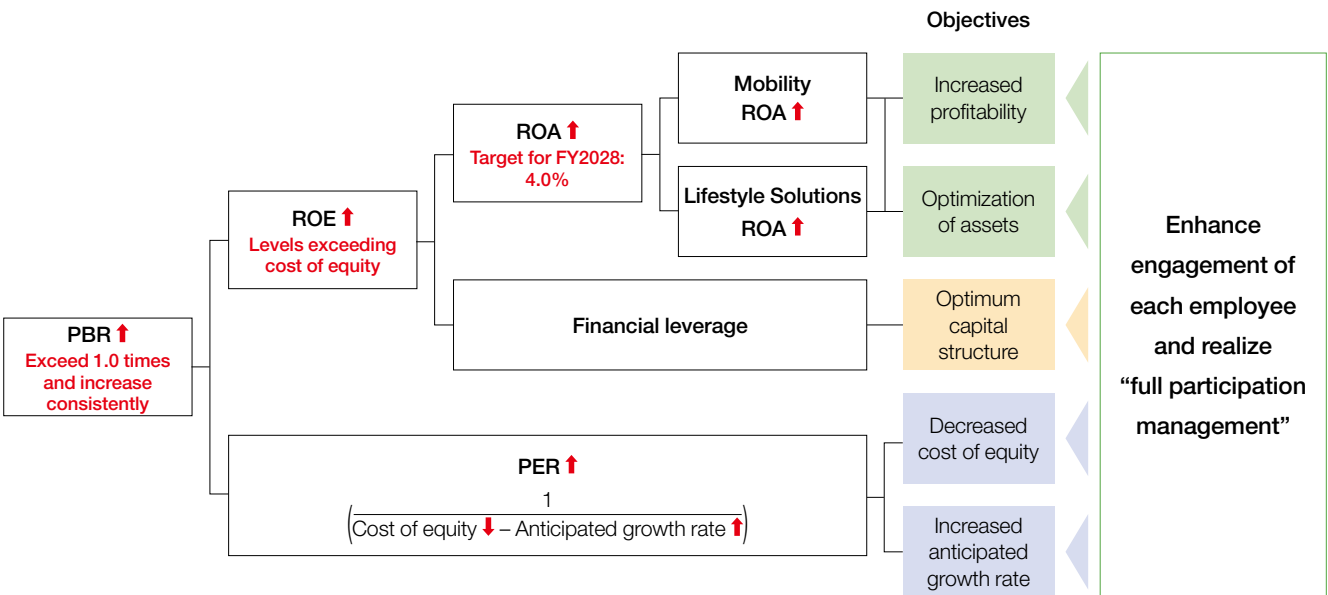 Objectives
PBR ⬆
Exceed 1.0 times
and increase
consistently
ROE ⬆
Levels exceeding
cost of equity
ROA ⬆
Target for FY2028:
4.0%
Mobility
ROA ⬆
Lifestyle Solutions
ROA ⬆
Financial leverage
PER ⬆
1
(Cost of equity ⬇ – Anticipated growth rate ⬆)
Increased
profitability
Optimization
of assets
Optimum
capital
structure
Decreased
cost of equity
Increased
anticipated
growth rate
Enhance
engagement of
each employee
and realize
“full participation
management”